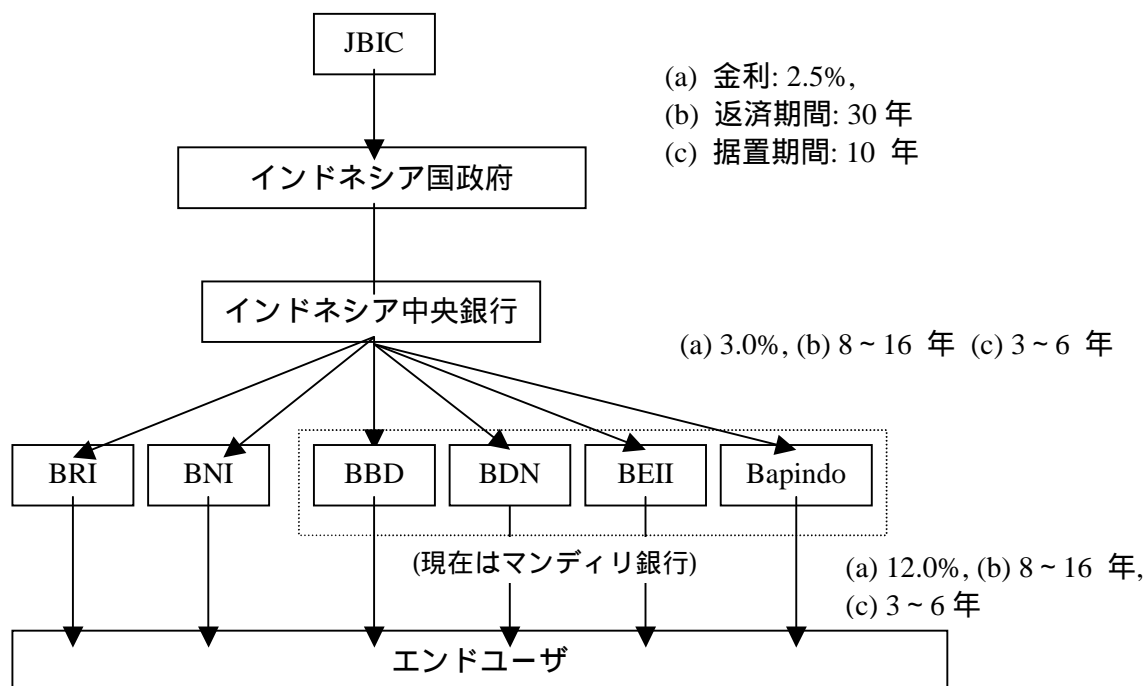 JBIC
(a) 金利: 2.5%,
(b) 返済期間: 30 年
(c) 据置期間: 10 年
インドネシア国政府
インドネシア中央銀行
(a) 3.0%, (b) 8～16 年 (c) 3～6 年
BRI BNI BBD BDN BEII Bapindo
(現在はマンディリ銀行)
(a) 12.0%, (b) 8～16 年,
(c) 3～6 年
エンドユーザ